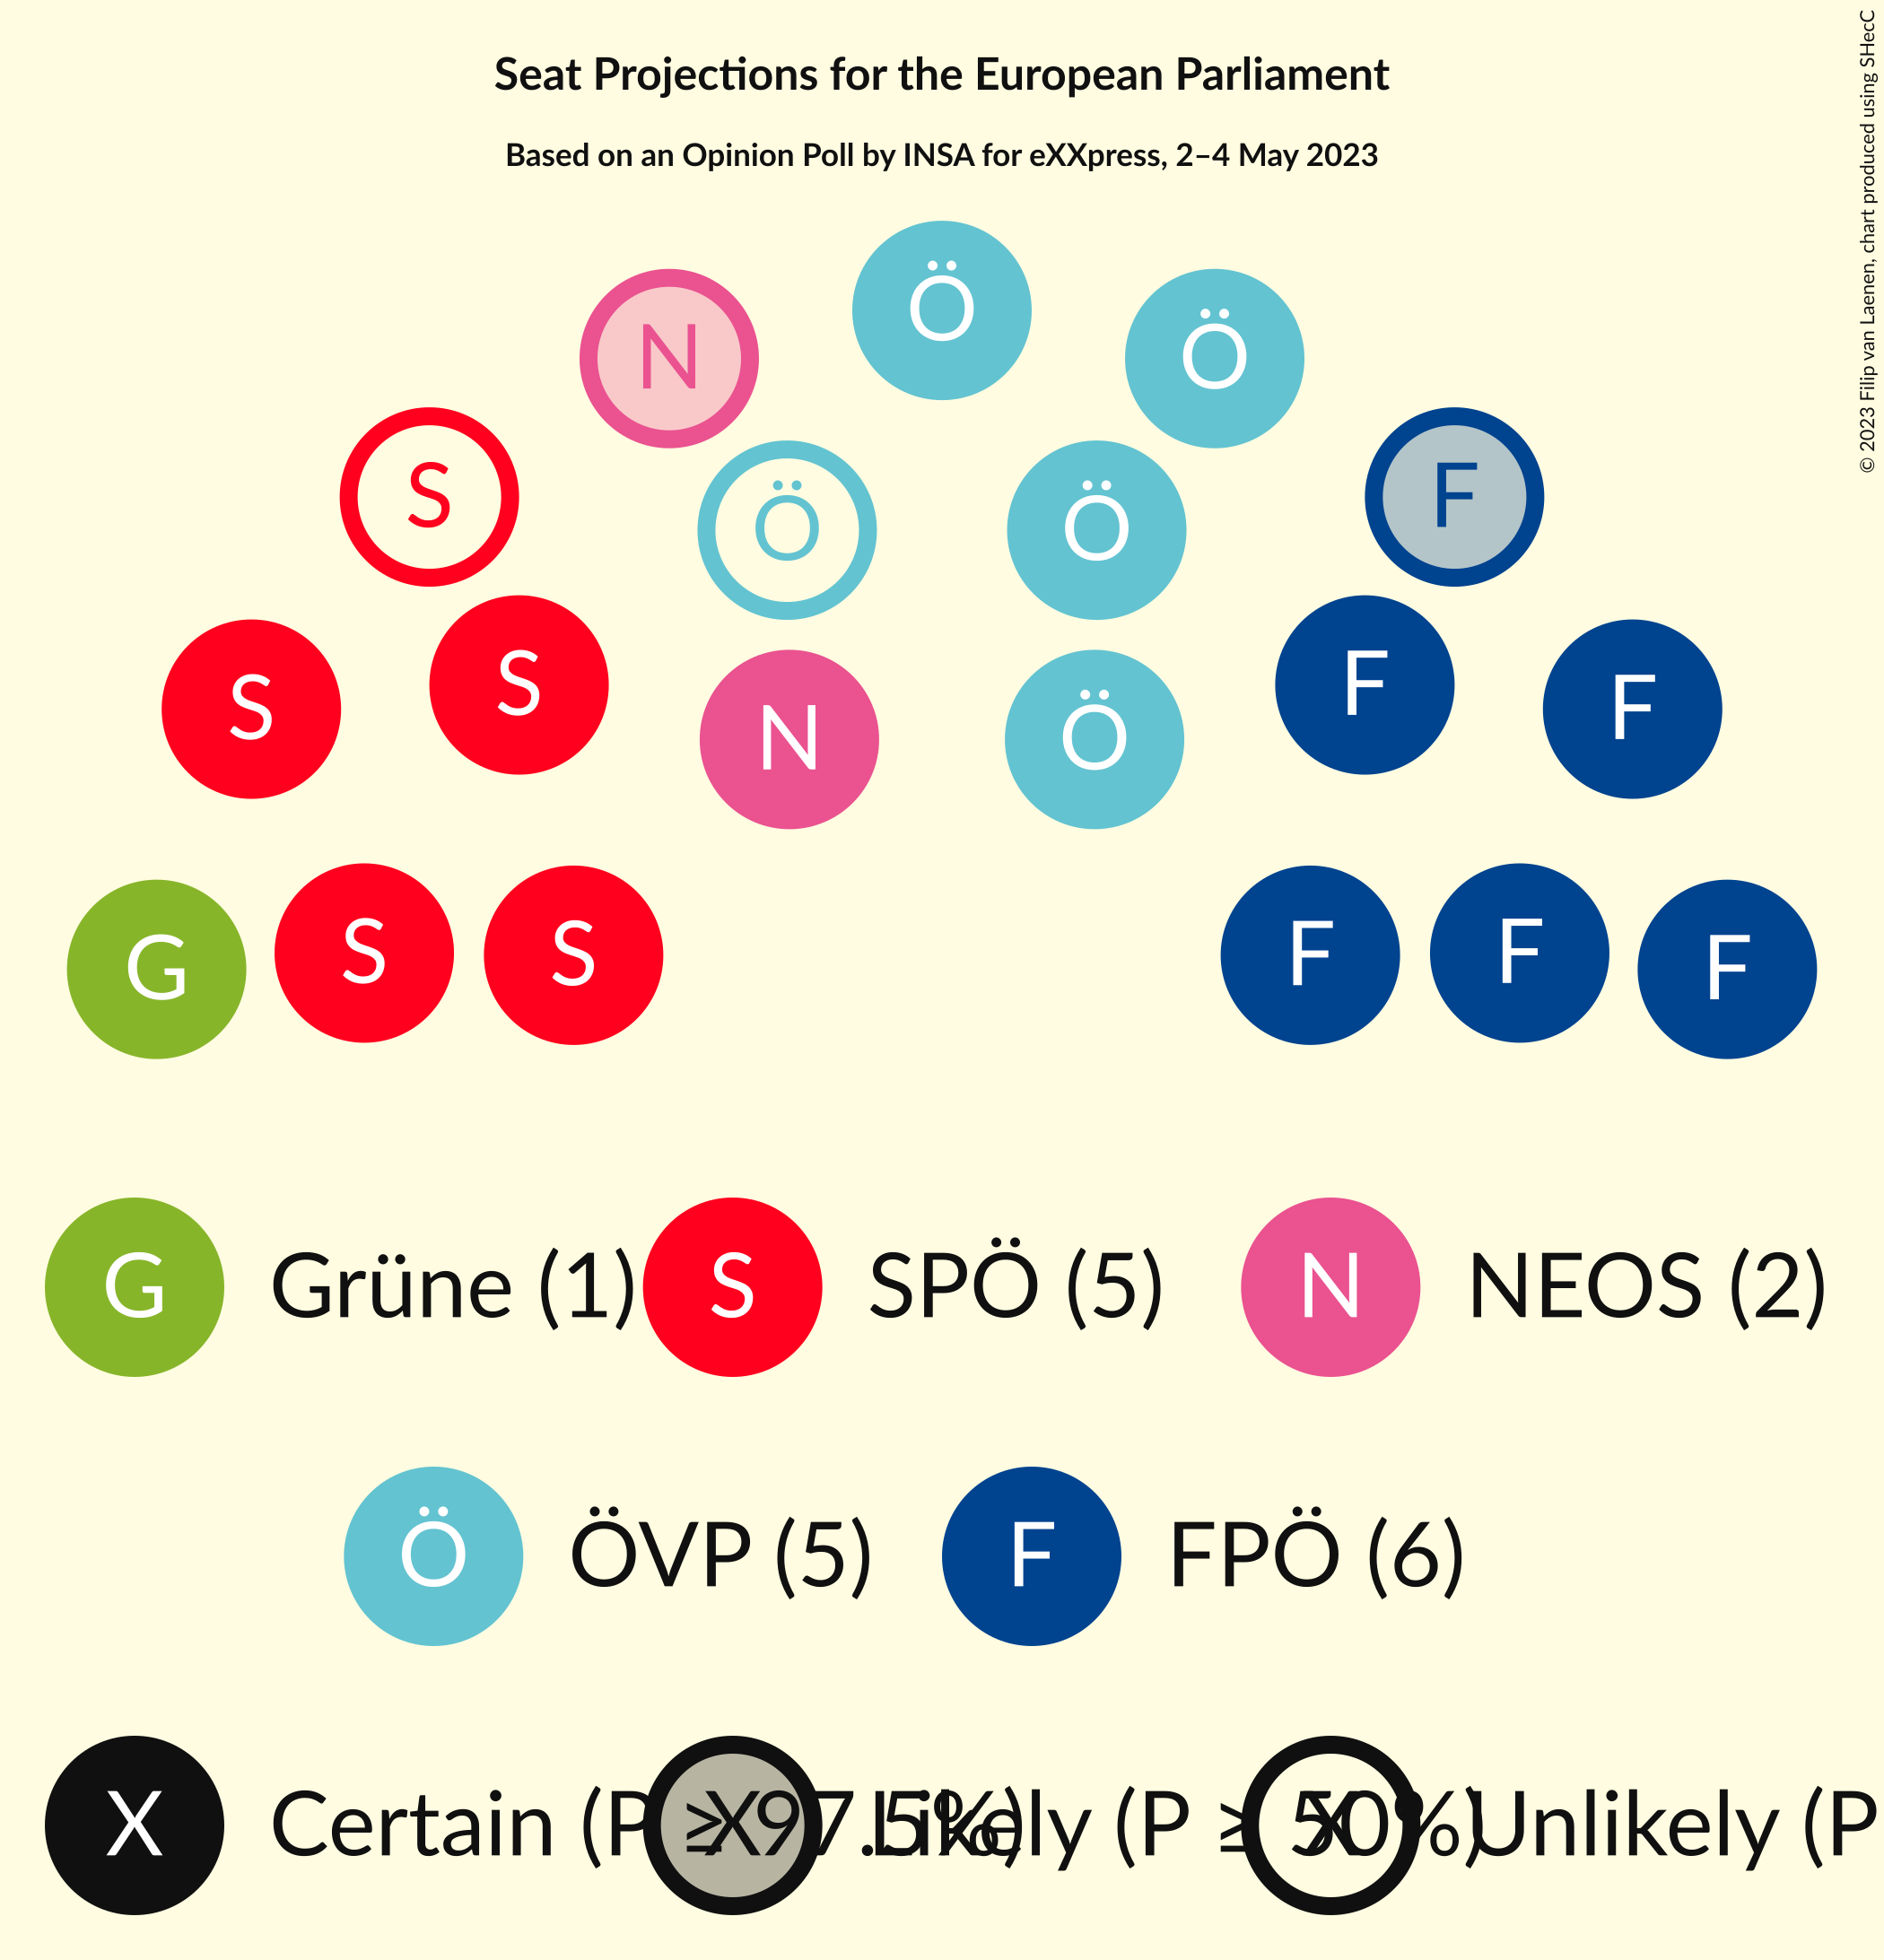 Seat Projections for the European Parliament
Based on an Opinion Poll by INSA for eXXpress, 2–4 May 2023
© 2023 Filip van Laenen, chart produced using SHecC
Ö
N Ö
S F
Ö Ö
S S F F
N Ö
G S S F F F
G Grüne (1) S SPÖ (5) N NEOS (2)
Ö ÖVP (5) F FPÖ (6)
X Certain (P ≥ 97.5%) X Likely (P ≥ 50%) X Unlikely (P